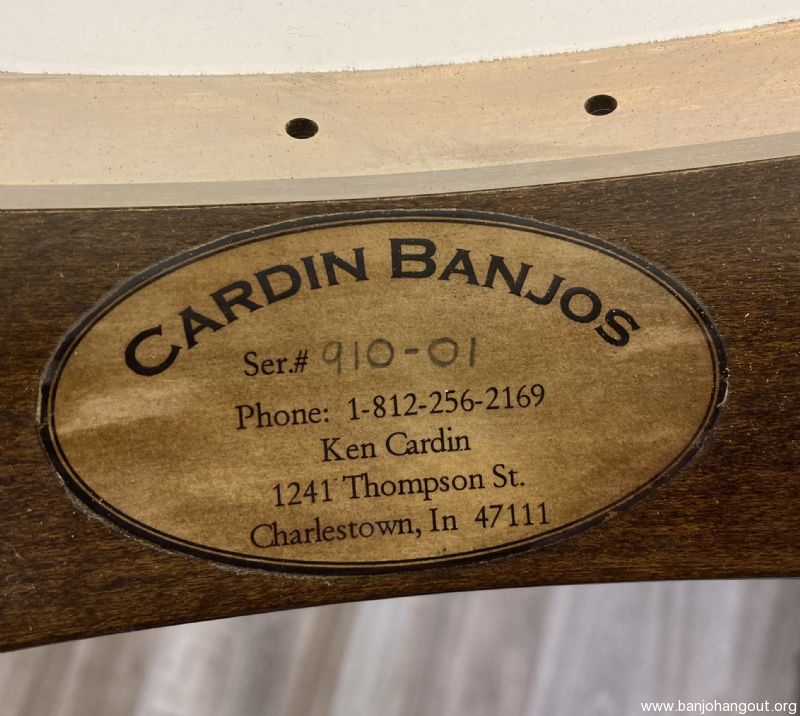 CARDIN BANJOS
Ser.# 910-01
Phone: 1-812-256-2169
Ken Cardin
1241 Thompson St.
Charlestown, In 47111
www.banjohangout.org